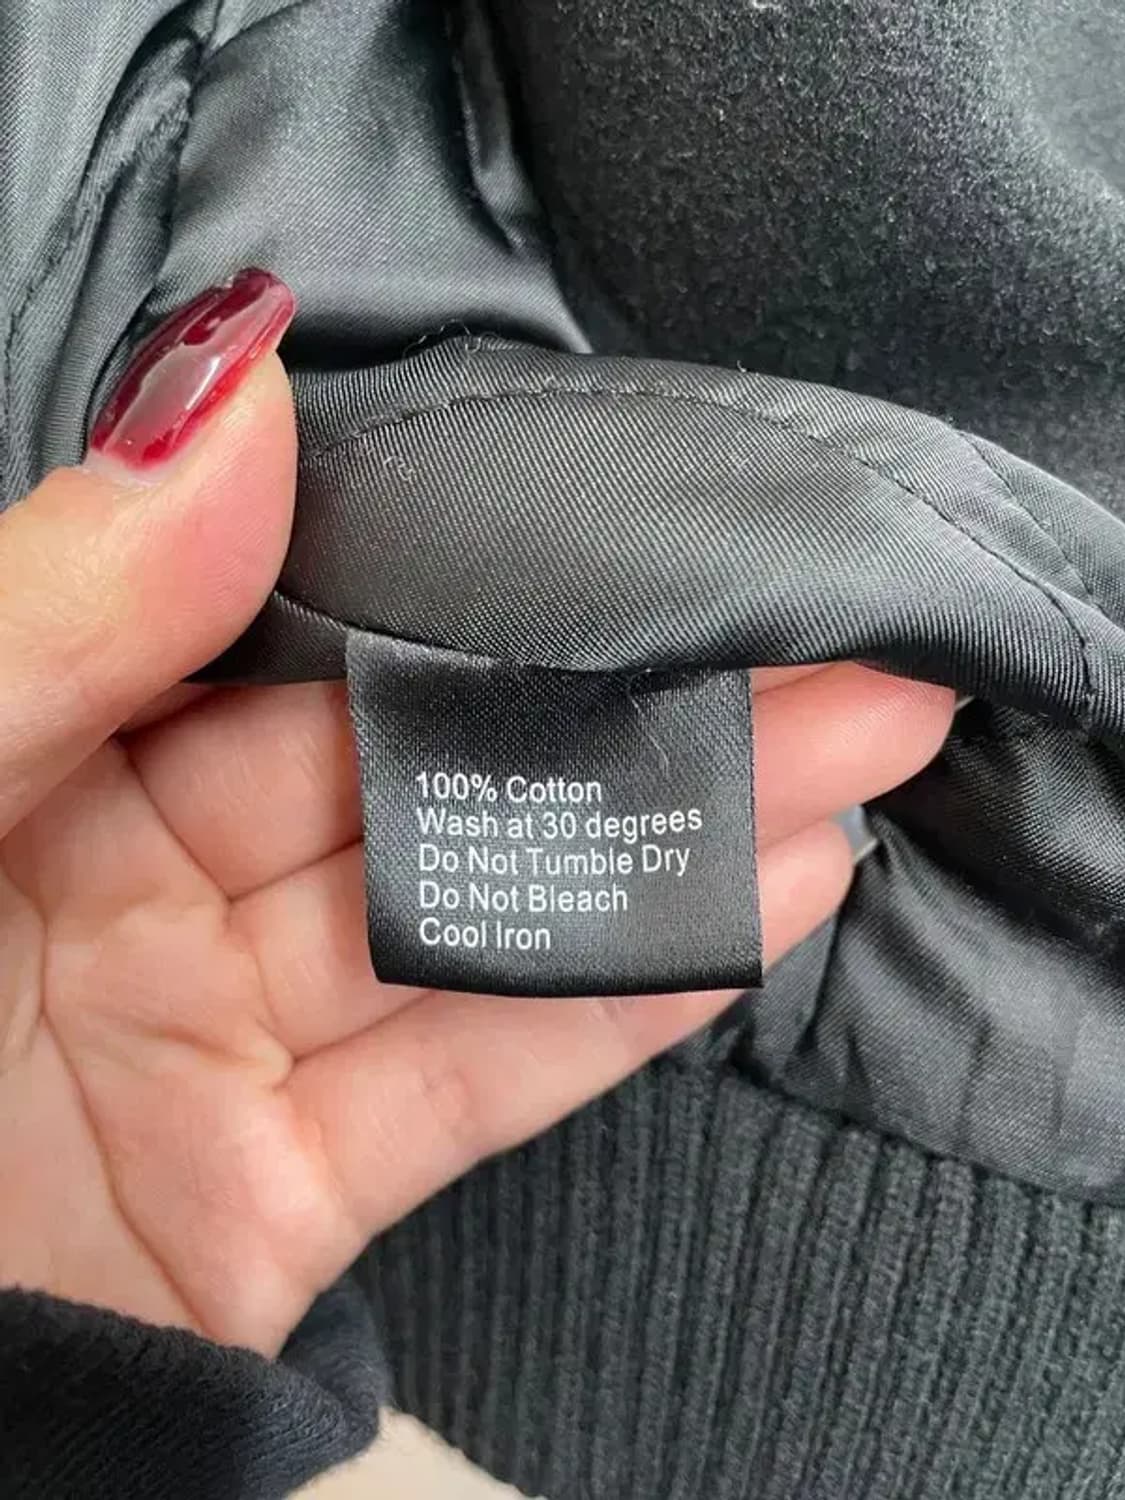 100% Cotton
Wash at 30 degrees
Do Not Tumble Dry
Do Not Bleach
Cool Iron